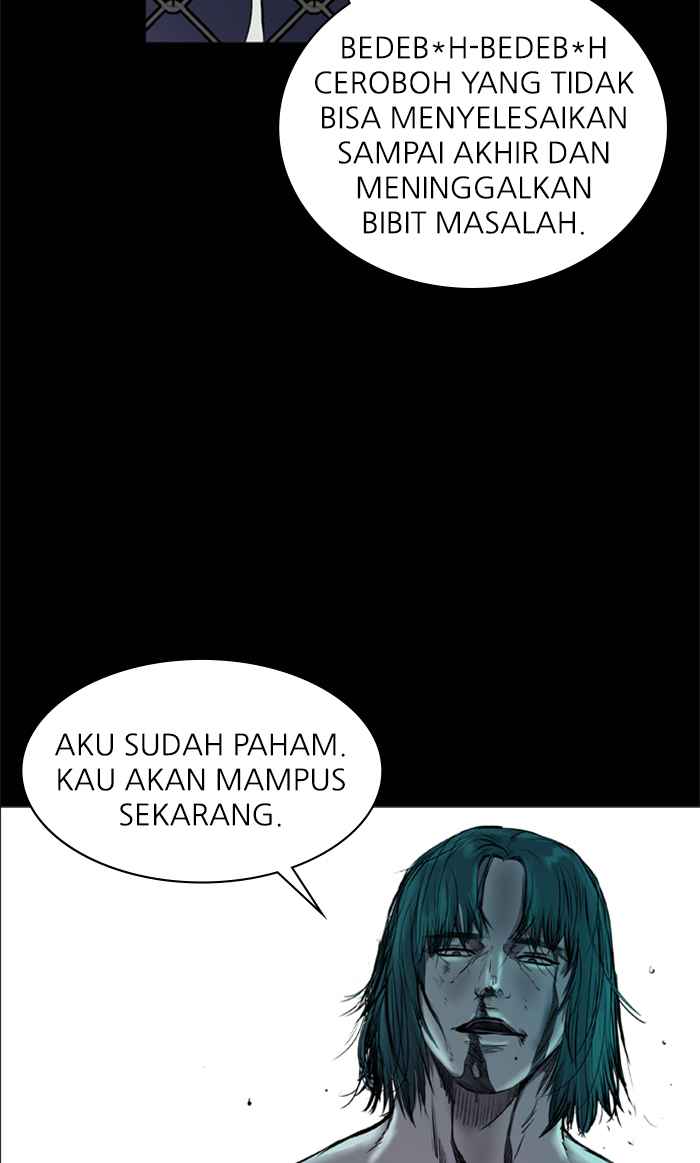 BEDEB*H-BEDEB*H
CEROBOH YANG TIDAK
BISA MENYELESAIKAN
SAMPAI AKHIR DAN
MENINGGALKAN
BIBIT MASALAH.
AKU SUDAH PAHAM.
KAU AKAN MAMPUS
SEKARANG.